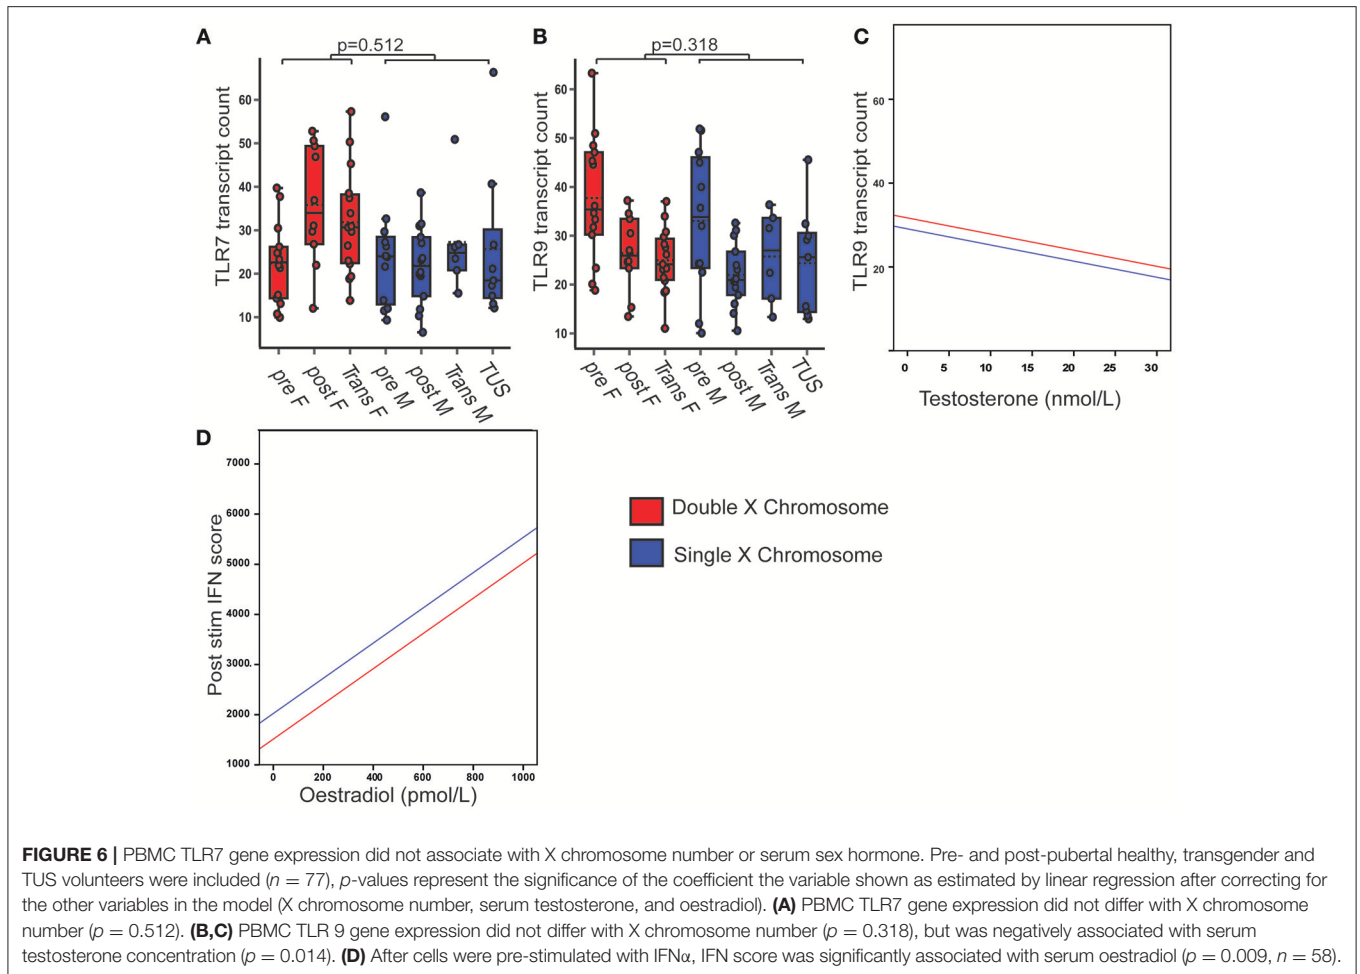 A
p=0.512
TLR7 transcript count
60
50
40
30
20
10
pre F
post F
Trans F
pre M
post M
Trans M
TUS
B
p=0.318
TLR9 transcript count
60
50
40
30
20
10
pre F
post F
Trans F
pre M
post M
Trans M
TUS
C
TLR9 transcript count
60
40
20
0
5
10
15
20
25
30
Testosterone (nmol/L)
D
Post stim IFN score
7000
6000
5000
4000
3000
2000
1000
0
200
400
600
800
1000
Oestradiol (pmol/L)
Double X Chromosome
Single X Chromosome
FIGURE 6 | PBMC TLR7 gene expression did not associate with X chromosome number or serum sex hormone. Pre- and post-pubertal healthy, transgender and
TUS volunteers were included (n = 77), p-values represent the significance of the coefficient the variable shown as estimated by linear regression after correcting for
the other variables in the model (X chromosome number, serum testosterone, and oestradiol). (A) PBMC TLR7 gene expression did not differ with X chromosome
number (p = 0.512). (B,C) PBMC TLR 9 gene expression did not differ with X chromosome number (p = 0.318), but was negatively associated with serum
testosterone concentration (p = 0.014). (D) After cells were pre-stimulated with IFNα, IFN score was significantly associated with serum oestradiol (p = 0.009, n = 58).